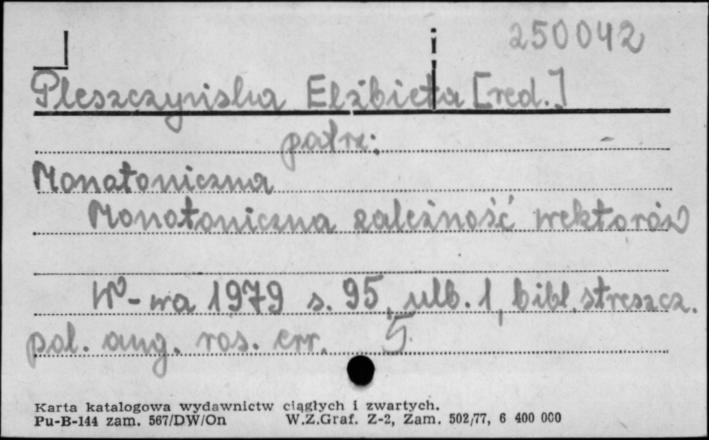 250042
Pleszczyńska Elżbieta [red.]
patrz:
Monotoniczna
Monotoniczna zależność wektorów
W-wa 1979 s. 95, ulb. 1, bibl. streszcz.
pol. ang. ros. err. 5
Karta katalogowa wydawnictw ciągłych i zwartych.
Pu-B-144 zam. 567/DW/On W.Z.Graf. Z-2, Zam. 502/77, 6 400 000